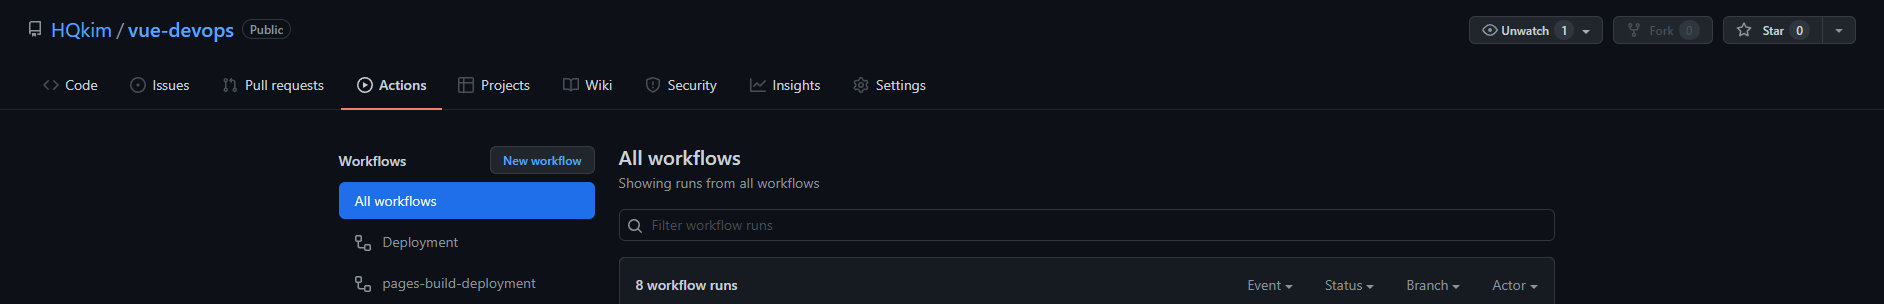 HQkim / vue-devops Public Unwatch 1 Fork 0 Star 0
Code Issues Pull requests Actions Projects Wiki Security Insights Settings
Workflows New workflow
All workflows
Deployment
pages-build-deployment
All workflows
Showing runs from all workflows
Filter workflow runs
8 workflow runs Event Status Branch Actor